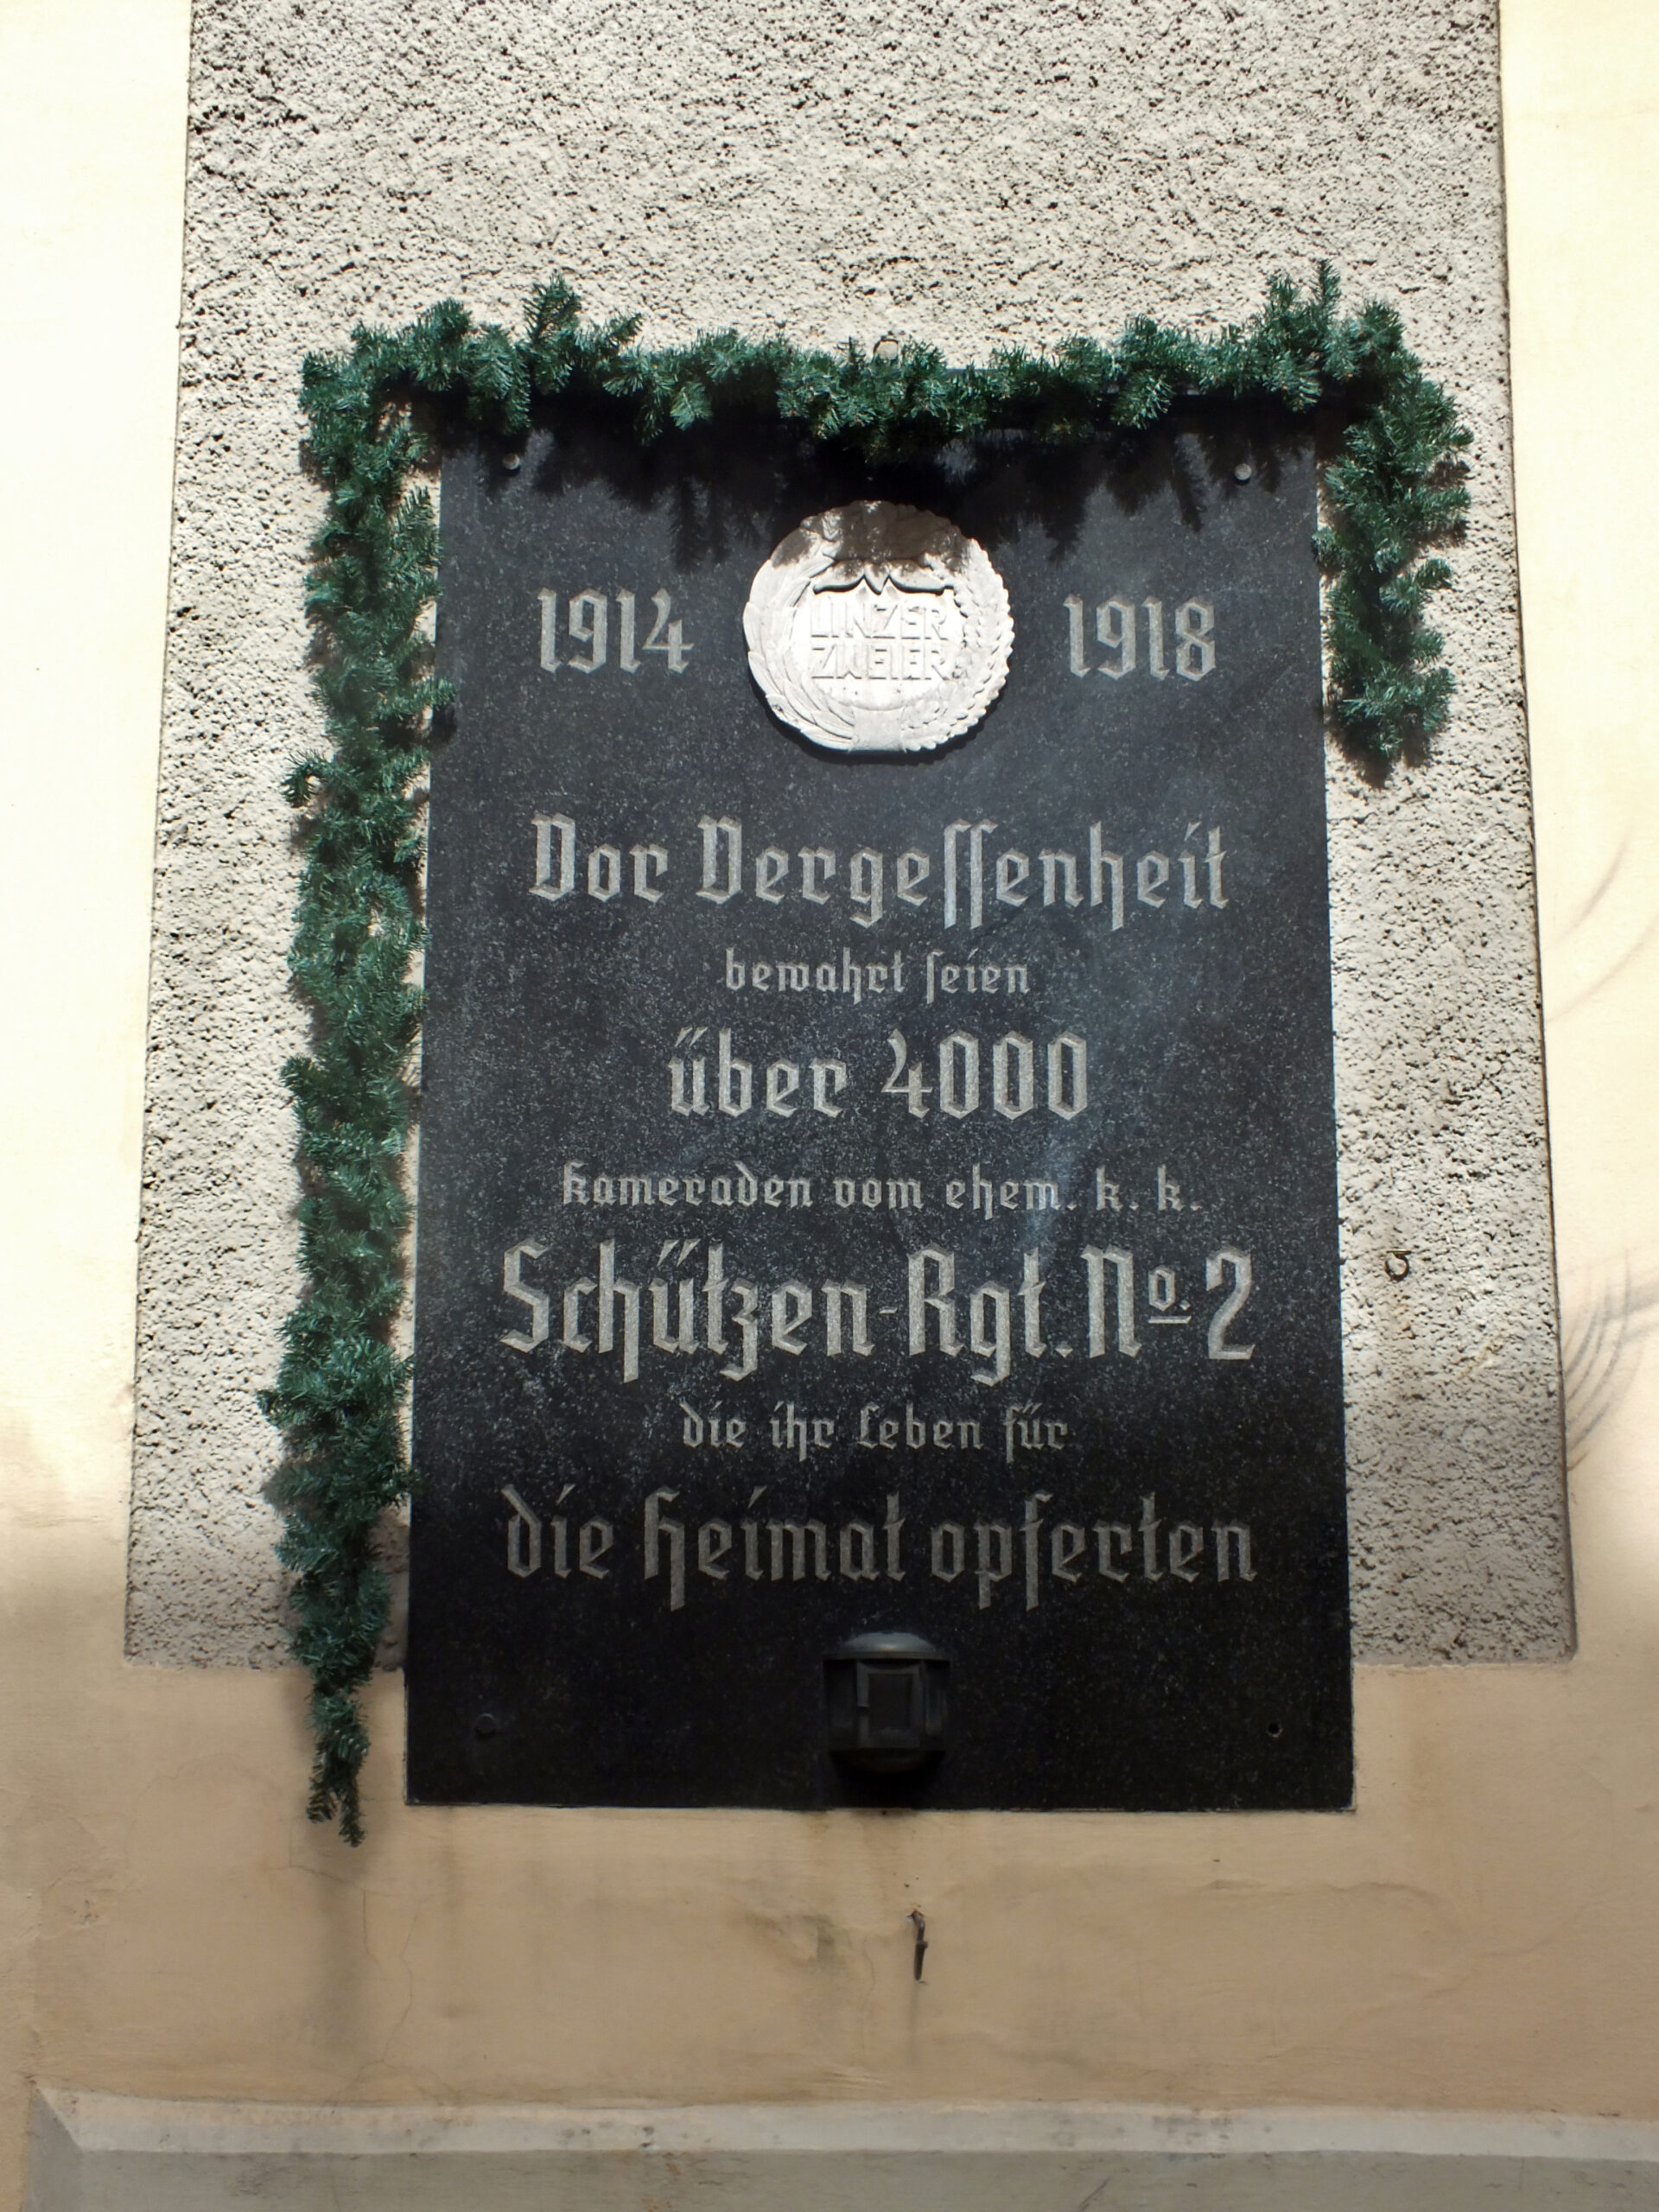 1914 1918
LINZER
ZWEIER
Vor Vergeſſenheit
bewahrt ſeien
über 4000
Kameraden vom ehem. k. k.
Schützen-Rgt. No. 2
die ihr Leben für
die Heimat opferten